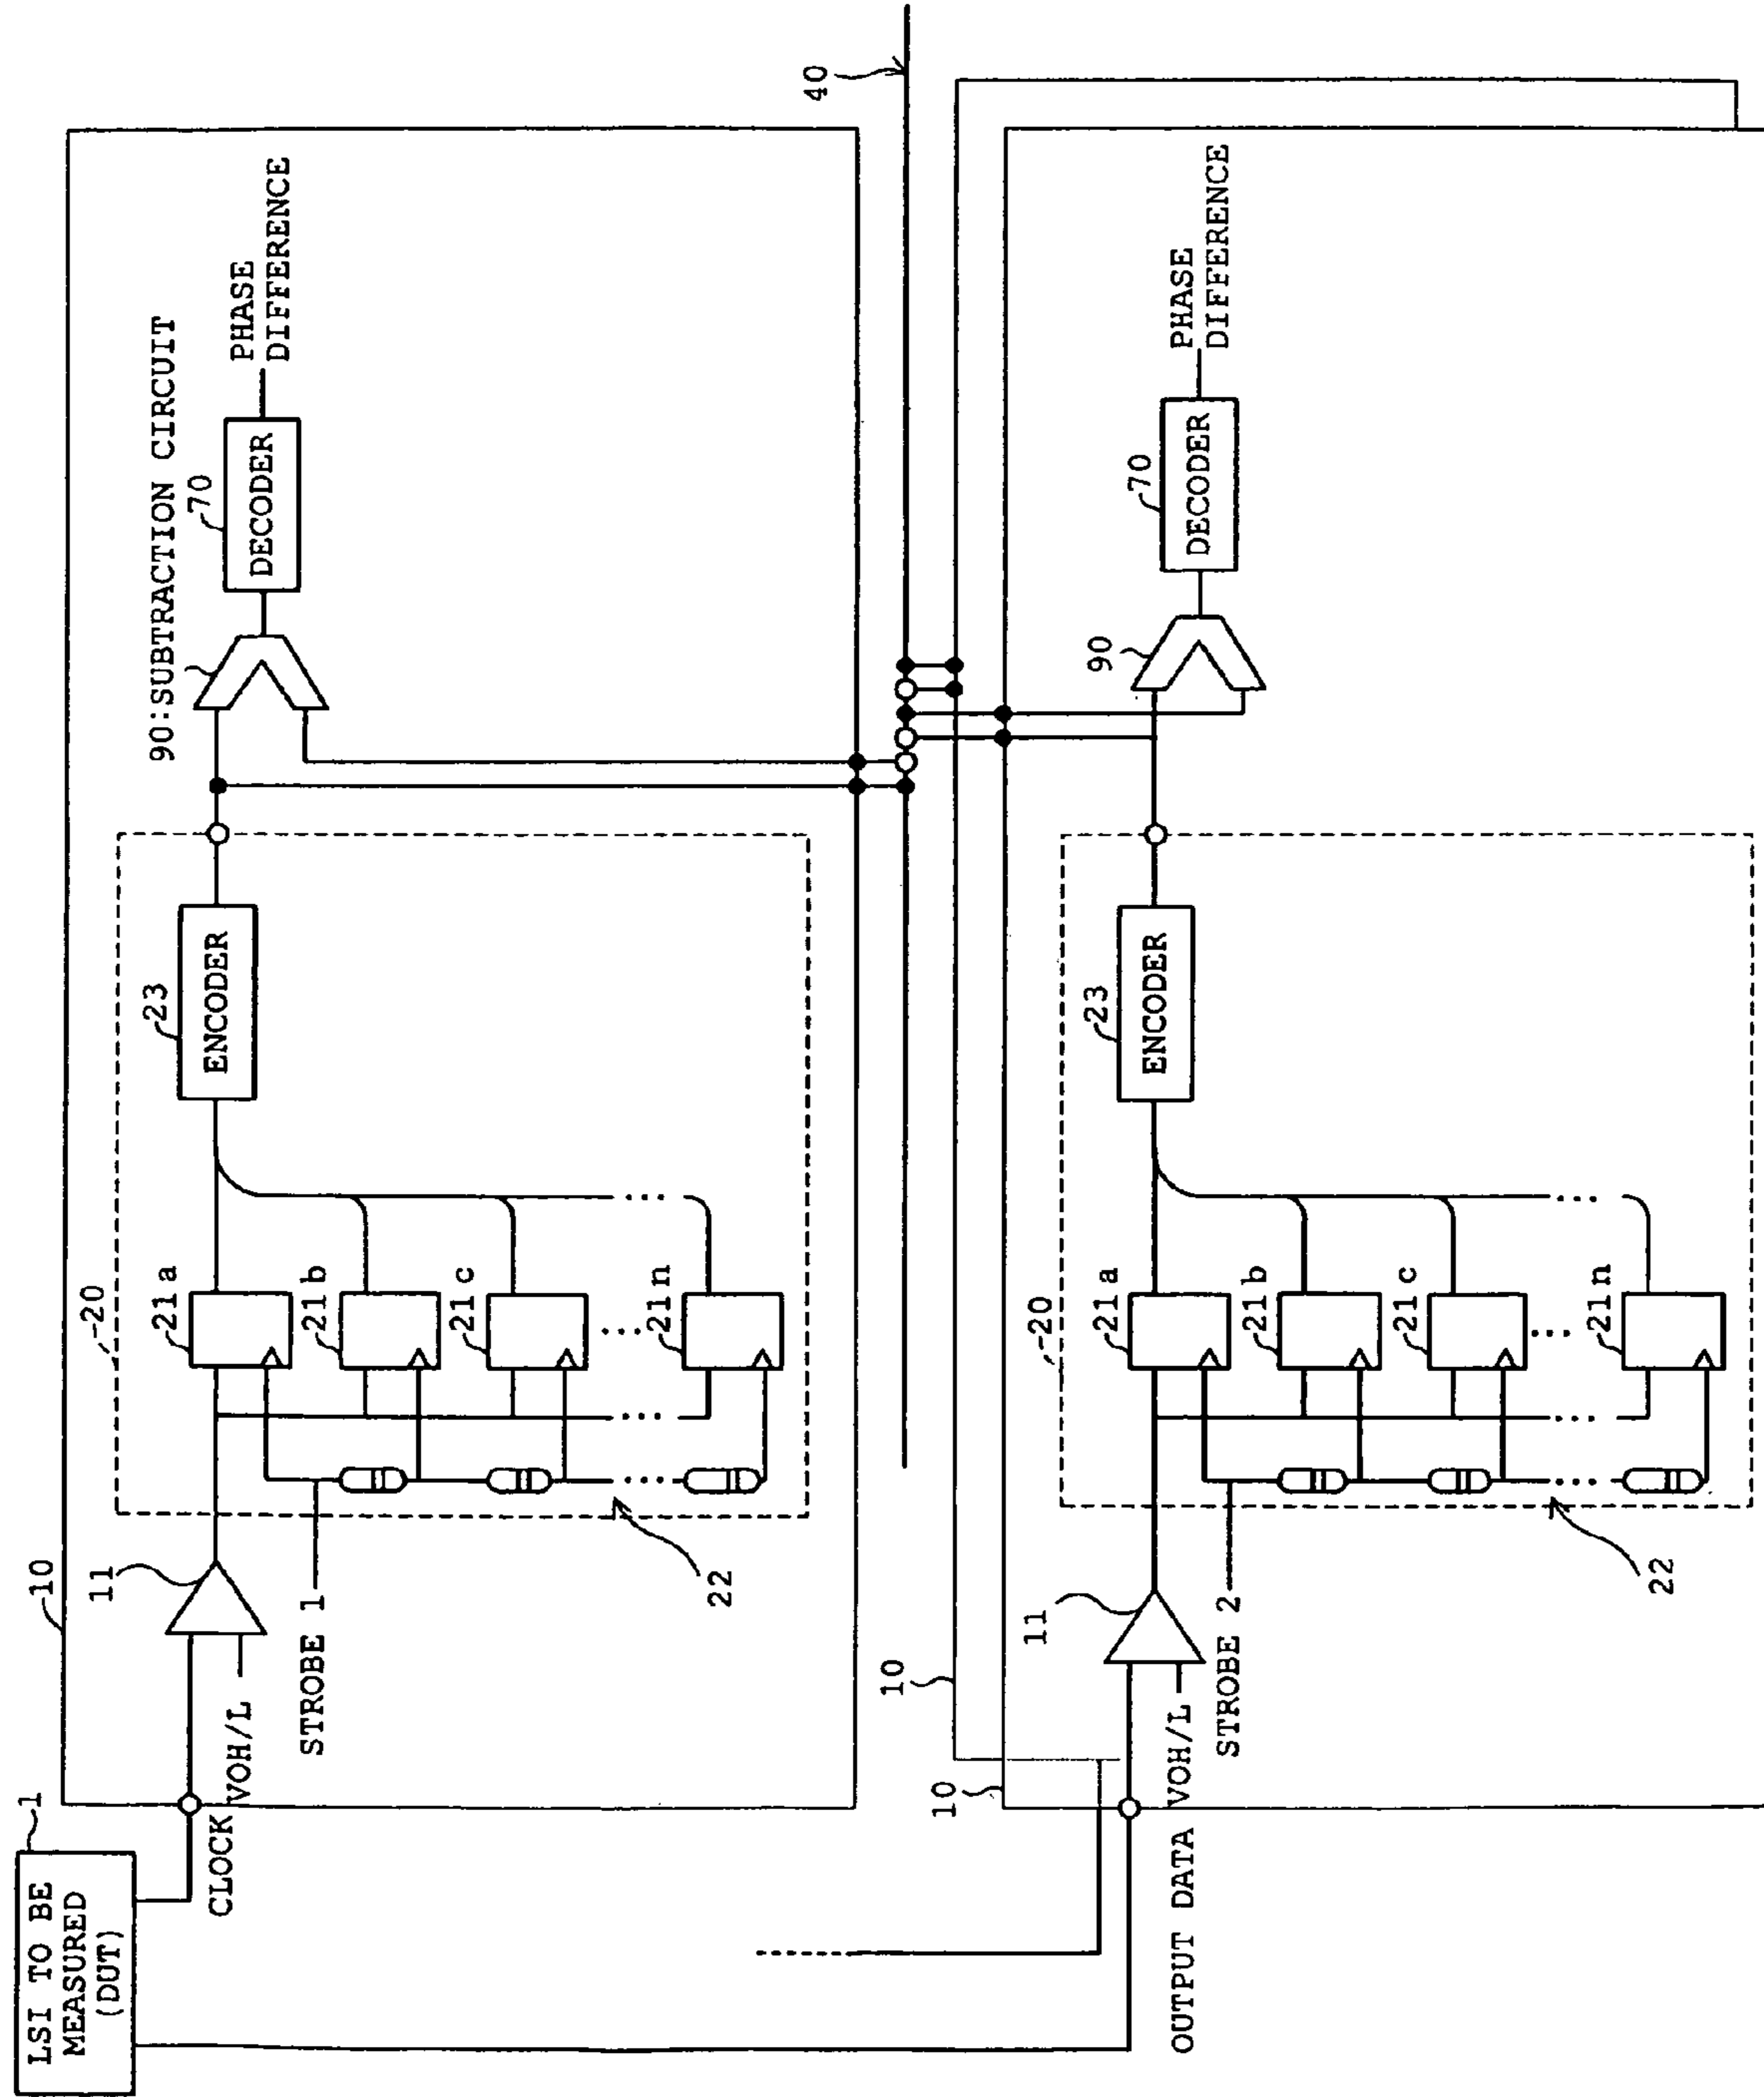 LSI TO BE
MEASURED
(DUT)
1
CLOCK
10
VOH/L
11
STROBE 1
20
22
21a
21b
21c
...
21n
...
...
...
23
ENCODER
90:SUBTRACTION CIRCUIT
70
DECODER
PHASE
DIFFERENCE
40
10
10
OUTPUT DATA
VOH/L
11
STROBE 2
20
22
21a
21b
21c
...
21n
...
...
...
23
ENCODER
90
70
DECODER
PHASE
DIFFERENCE